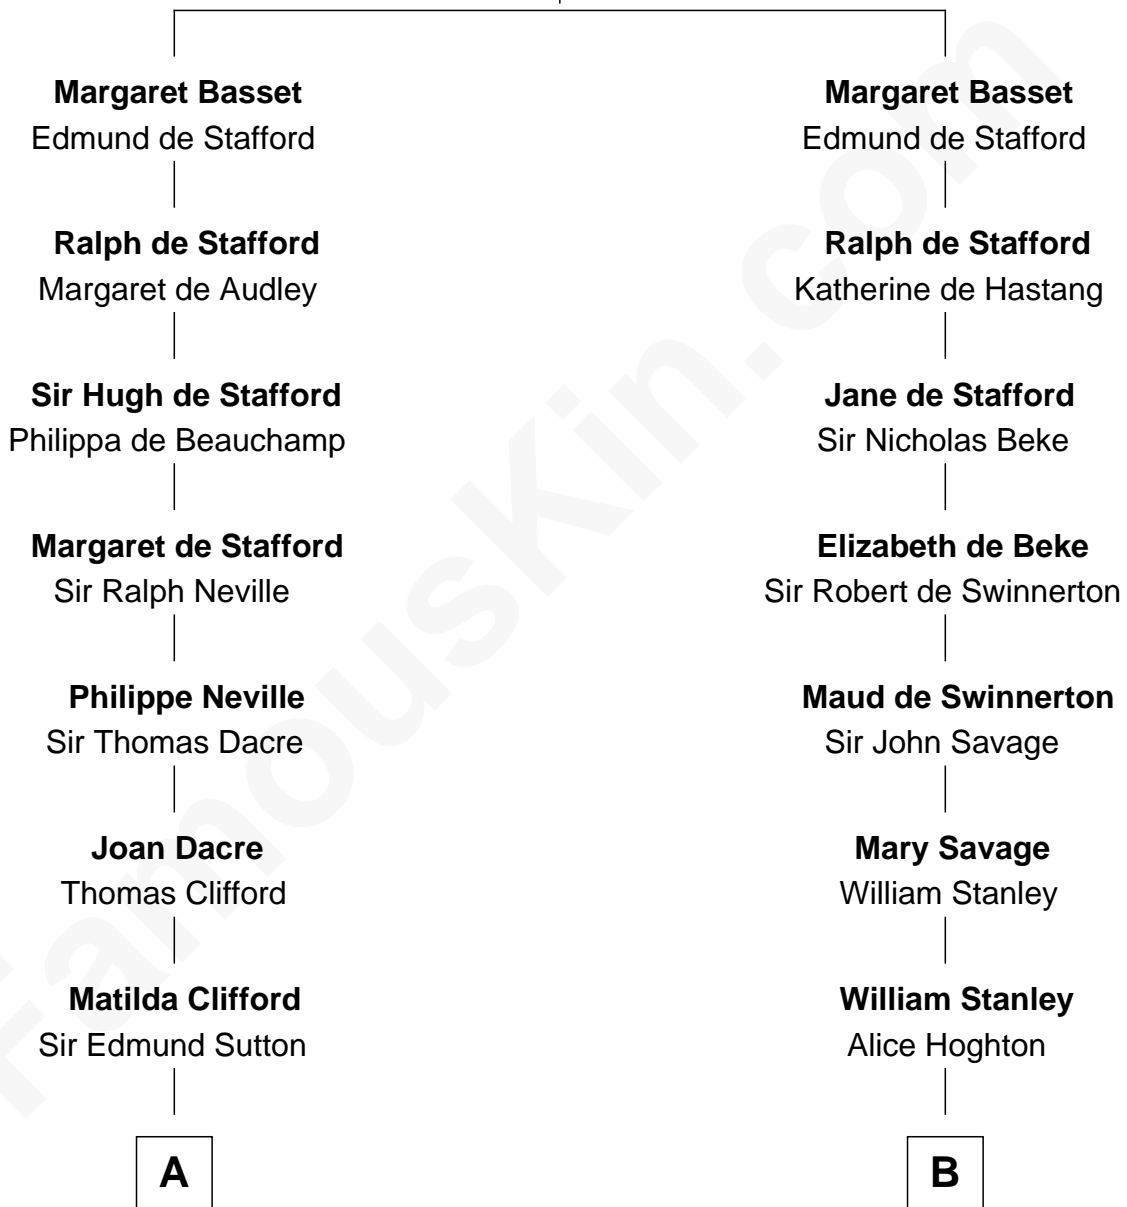 Margaret Basset
Edmund de Stafford
Ralph de Stafford
Margaret de Audley
Sir Hugh de Stafford
Philippa de Beauchamp
Margaret de Stafford
Sir Ralph Neville
Philippe Neville
Sir Thomas Dacre
Joan Dacre
Thomas Clifford
Matilda Clifford
Sir Edmund Sutton
A
Margaret Basset
Edmund de Stafford
Ralph de Stafford
Katherine de Hastang
Jane de Stafford
Sir Nicholas Beke
Elizabeth de Beke
Sir Robert de Swinnerton
Maud de Swinnerton
Sir John Savage
Mary Savage
William Stanley
William Stanley
Alice Hoghton
B
FamousKin.com